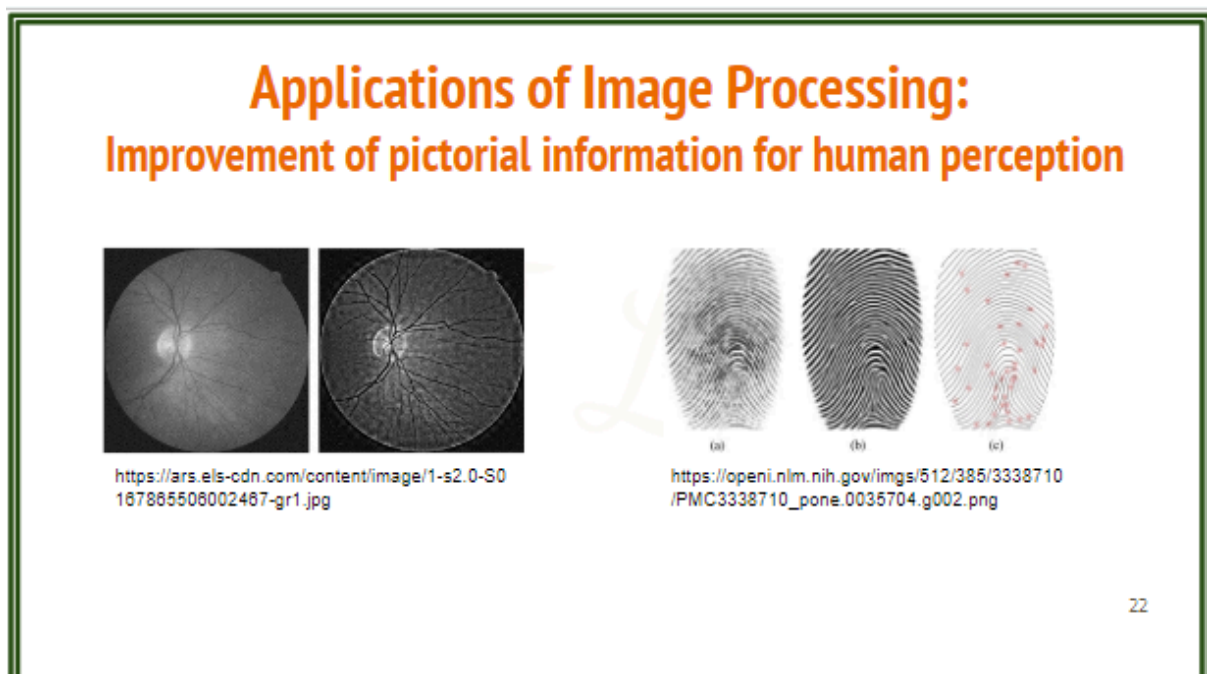 Applications of Image Processing:
Improvement of pictorial information for human perception
(a)
(b)
(c)
https://ars.els-cdn.com/content/image/1-s2.0-S0
167865506002467-gr1.jpg
https://openi.nlm.nih.gov/imgs/512/385/3338710
/PMC3338710_pone.0035704.g002.png
22